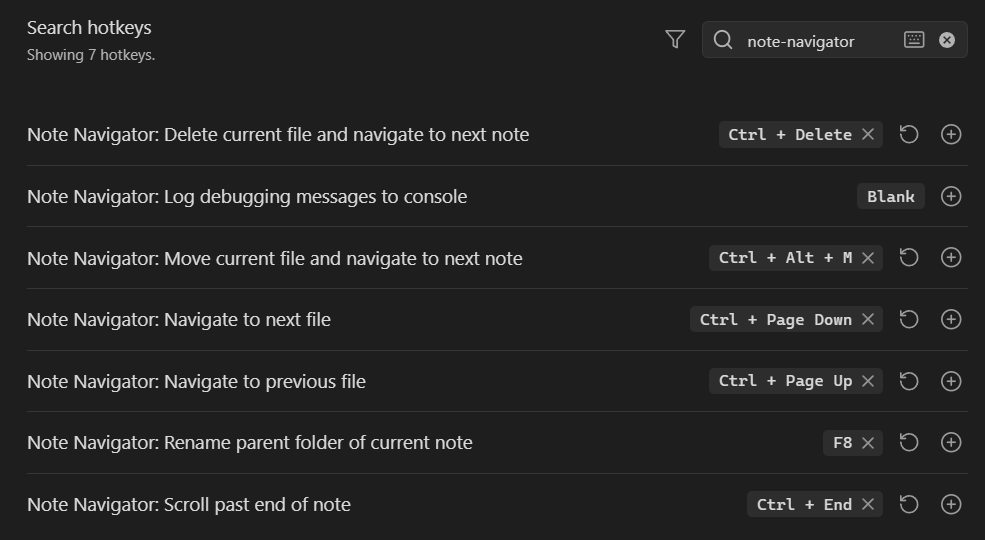 Search hotkeys
Showing 7 hotkeys.
note-navigator
Note Navigator: Delete current file and navigate to next note Ctrl + Delete
Note Navigator: Log debugging messages to console Blank
Note Navigator: Move current file and navigate to next note Ctrl + Alt + M
Note Navigator: Navigate to next file Ctrl + Page Down
Note Navigator: Navigate to previous file Ctrl + Page Up
Note Navigator: Rename parent folder of current note F8
Note Navigator: Scroll past end of note Ctrl + End